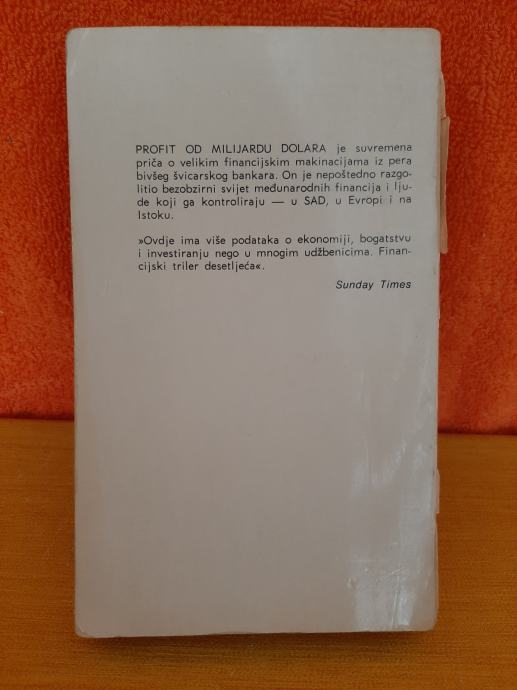 PROFIT OD MILIJARDU DOLARA je suvremena
priča o velikim financijskim makinacijama iz pera
bivšeg švicarskog bankara. On je nepoštedno razgo-
litio bezobzirni svijet međunarodnih financija i lju-
de koji ga kontroliraju — u SAD, u Evropi i na
Istoku.
»Ovdje ima više podataka o ekonomiji, bogatstvu
i investiranju nego u mnogim udžbenicima. Finan-
cijski triler desetljeća«.
Sunday Times